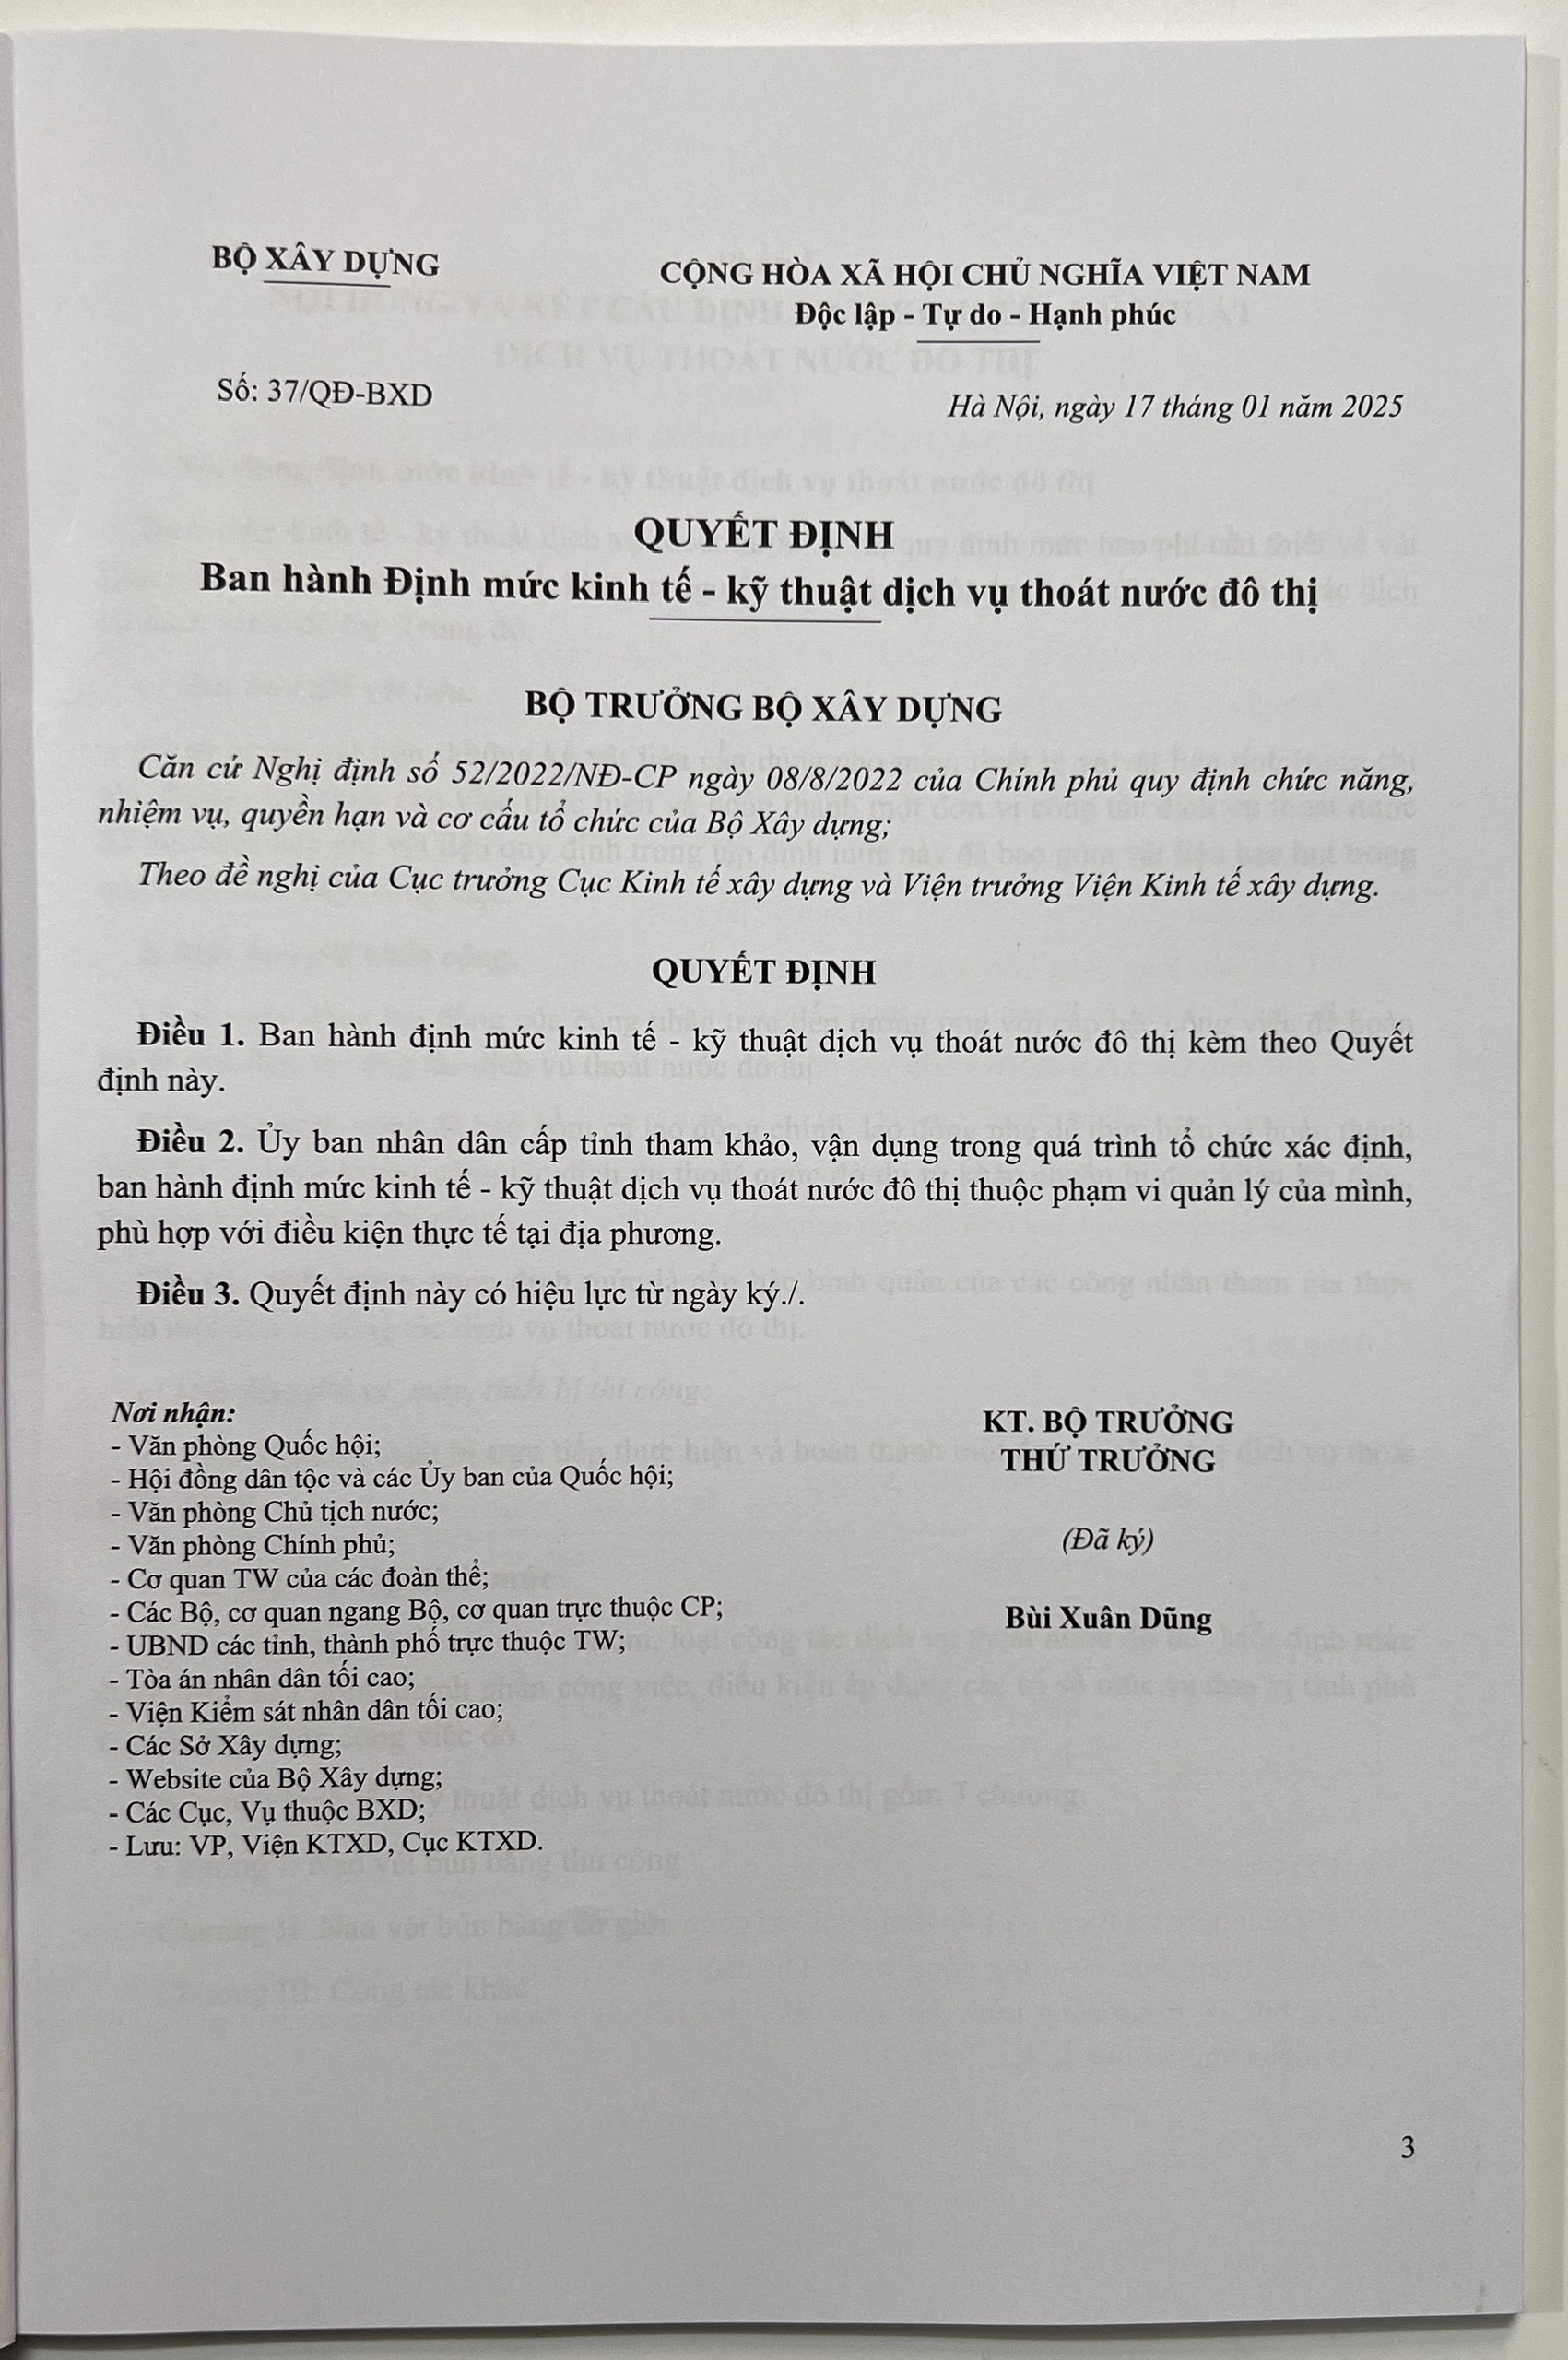 BỘ XÂY DỰNG
CỘNG HÒA XÃ HỘI CHỦ NGHĨA VIỆT NAM
Độc lập - Tự do - Hạnh phúc
Số: 37/QĐ-BXD
Hà Nội, ngày 17 tháng 01 năm 2025
QUYẾT ĐỊNH
Ban hành Định mức kinh tế - kỹ thuật dịch vụ thoát nước đô thị
BỘ TRƯỞNG BỘ XÂY DỰNG
Căn cứ Nghị định số 52/2022/NĐ-CP ngày 08/8/2022 của Chính phủ quy định chức năng,
nhiệm vụ, quyền hạn và cơ cấu tổ chức của Bộ Xây dựng;
Theo đề nghị của Cục trưởng Cục Kinh tế xây dựng và Viện trưởng Viện Kinh tế xây dựng.
QUYẾT ĐỊNH
Điều 1. Ban hành định mức kinh tế - kỹ thuật dịch vụ thoát nước đô thị kèm theo Quyết
định này.
Điều 2. Ủy ban nhân dân cấp tỉnh tham khảo, vận dụng trong quá trình tổ chức xác định,
ban hành định mức kinh tế - kỹ thuật dịch vụ thoát nước đô thị thuộc phạm vi quản lý của mình,
phù hợp với điều kiện thực tế tại địa phương.
Điều 3. Quyết định này có hiệu lực từ ngày ký./.
Nơi nhận:
- Văn phòng Quốc hội;
- Hội đồng dân tộc và các Ủy ban của Quốc hội;
- Văn phòng Chủ tịch nước;
- Văn phòng Chính phủ;
- Cơ quan TW của các đoàn thể;
- Các Bộ, cơ quan ngang Bộ, cơ quan trực thuộc CP;
- UBND các tỉnh, thành phố trực thuộc TW;
- Tòa án nhân dân tối cao;
- Viện Kiểm sát nhân dân tối cao;
- Các Sở Xây dựng;
- Website của Bộ Xây dựng;
- Các Cục, Vụ thuộc BXD;
- Lưu: VP, Viện KTXD, Cục KTXD.
KT. BỘ TRƯỞNG
THỨ TRƯỞNG
(Đã ký)
Bùi Xuân Dũng
3